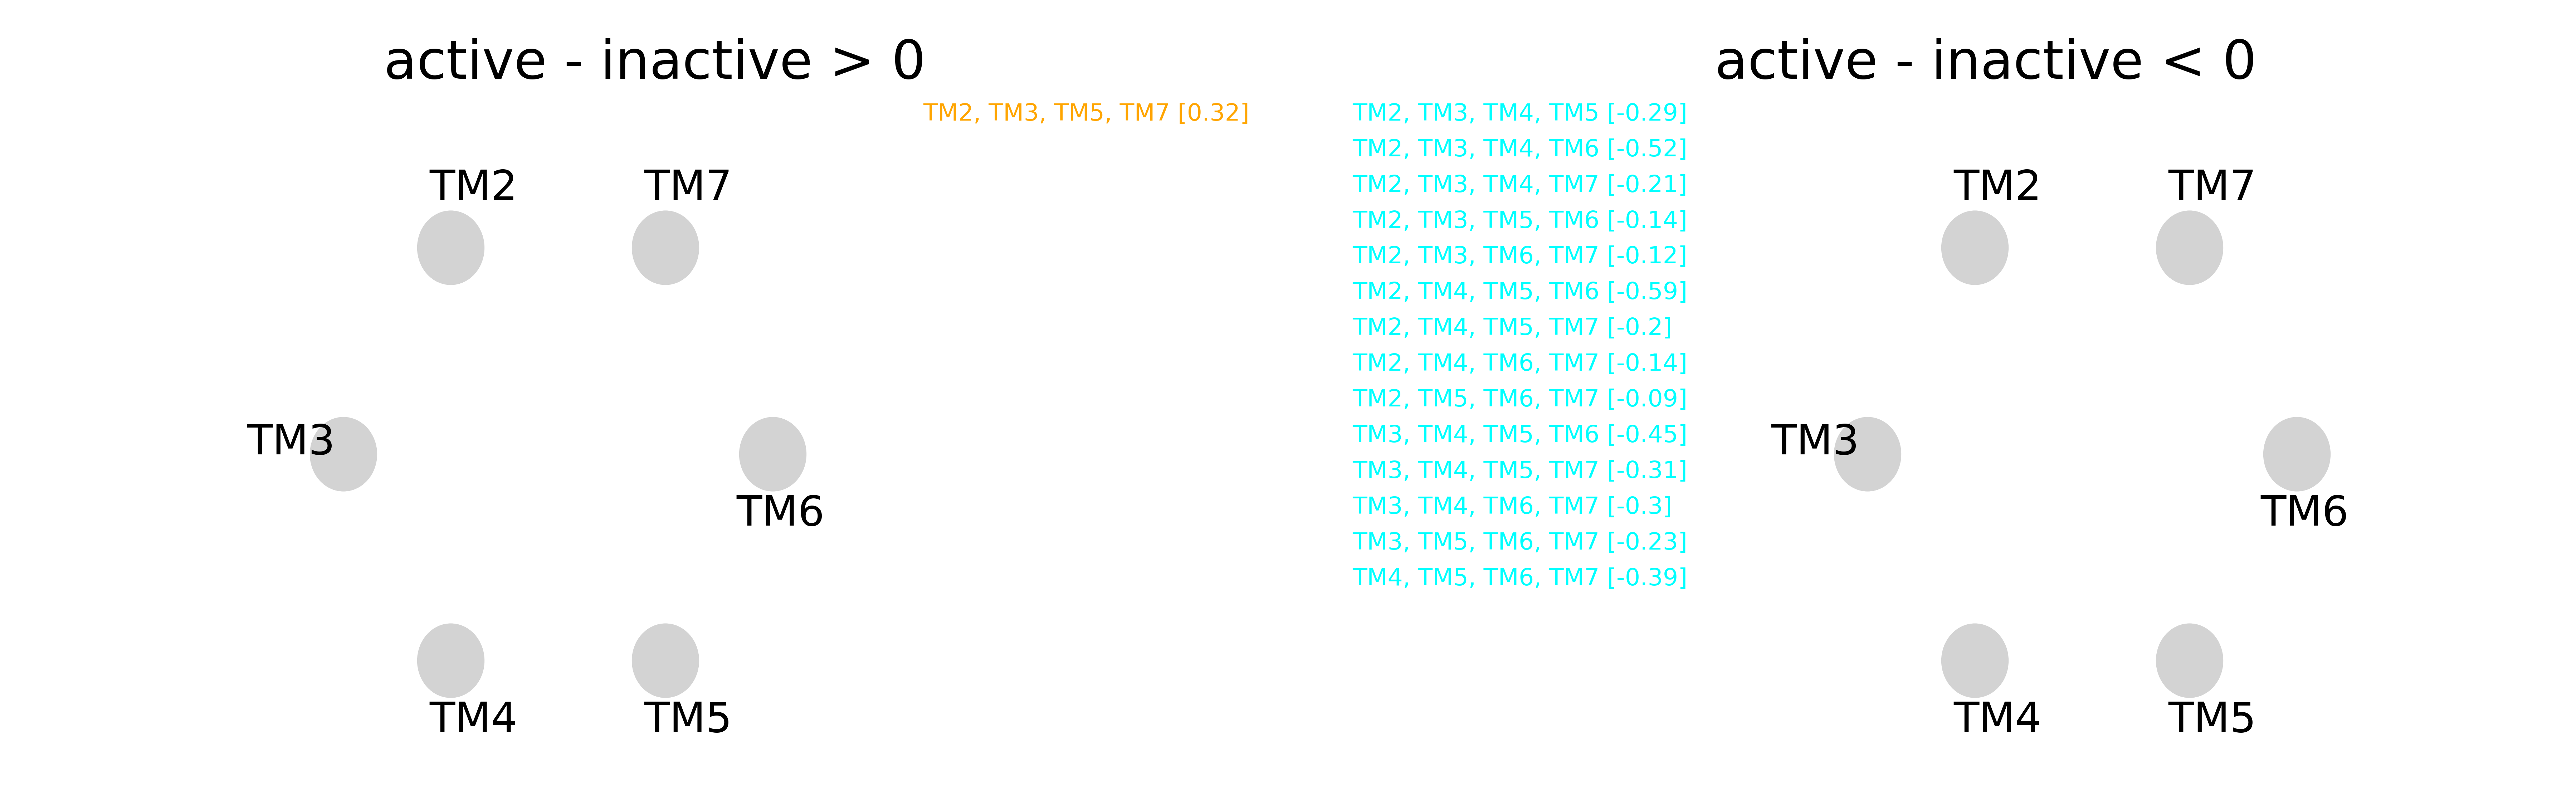 active - inactive > 0
TM2, TM3, TM5, TM7 [0.32]
TM2
TM7
TM3
TM6
TM4
TM5
active - inactive < 0
TM2, TM3, TM4, TM5 [-0.29]
TM2, TM3, TM4, TM6 [-0.52]
TM2, TM3, TM4, TM7 [-0.21]
TM2, TM3, TM5, TM6 [-0.14]
TM2, TM3, TM6, TM7 [-0.12]
TM2, TM4, TM5, TM6 [-0.59]
TM2, TM4, TM5, TM7 [-0.2]
TM2, TM4, TM6, TM7 [-0.14]
TM2, TM5, TM6, TM7 [-0.09]
TM3, TM4, TM5, TM6 [-0.45]
TM3, TM4, TM5, TM7 [-0.31]
TM3, TM4, TM6, TM7 [-0.3]
TM3, TM5, TM6, TM7 [-0.23]
TM4, TM5, TM6, TM7 [-0.39]
TM2
TM7
TM3
TM6
TM4
TM5